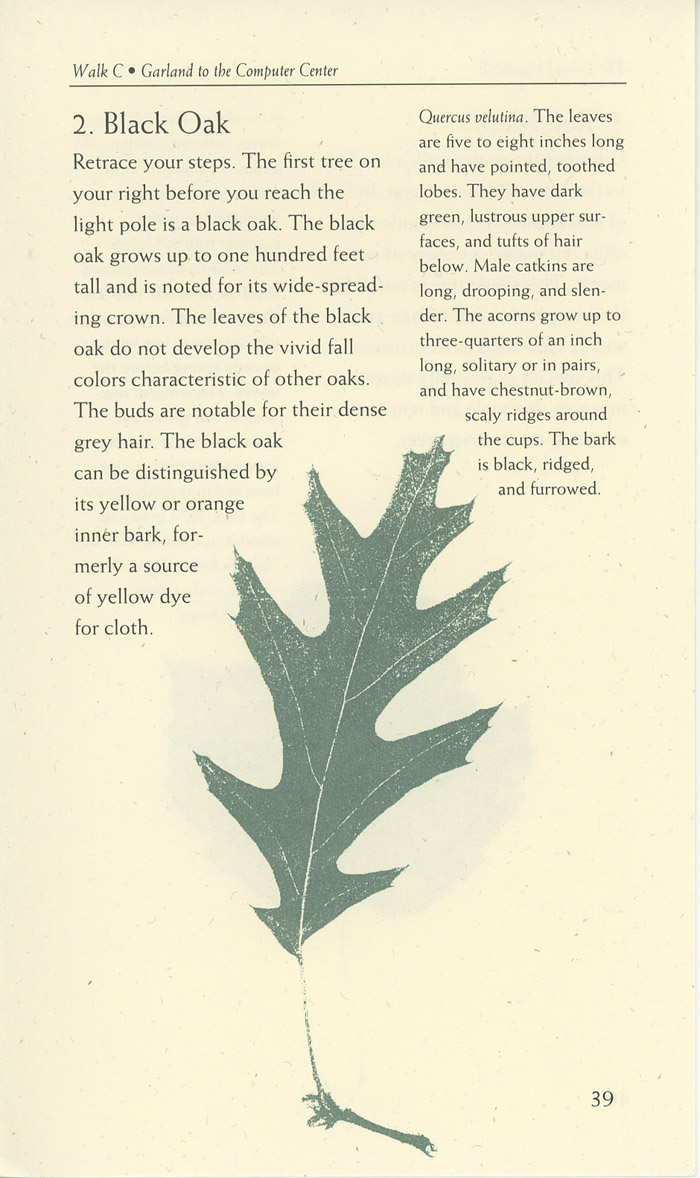 Walk C • Garland to the Computer Center
2. Black Oak
Retrace your steps. The first tree on
your right before you reach the
light pole is a black oak. The black
oak grows up to one hundred feet
tall and is noted for its wide-spread-
ing crown. The leaves of the black
oak do not develop the vivid fall
colors characteristic of other oaks.
The buds are notable for their dense
grey hair. The black oak
can be distinguished by
its yellow or orange
inner bark, for-
merly a source
of yellow dye
for cloth.
Quercus velutina. The leaves
are five to eight inches long
and have pointed, toothed
lobes. They have dark
green, lustrous upper sur-
faces, and tufts of hair
below. Male catkins are
long, drooping, and slen-
der. The acorns grow up to
three-quarters of an inch
long, solitary or in pairs,
and have chestnut-brown,
scaly ridges around
the cups. The bark
is black, ridged,
and furrowed.
39